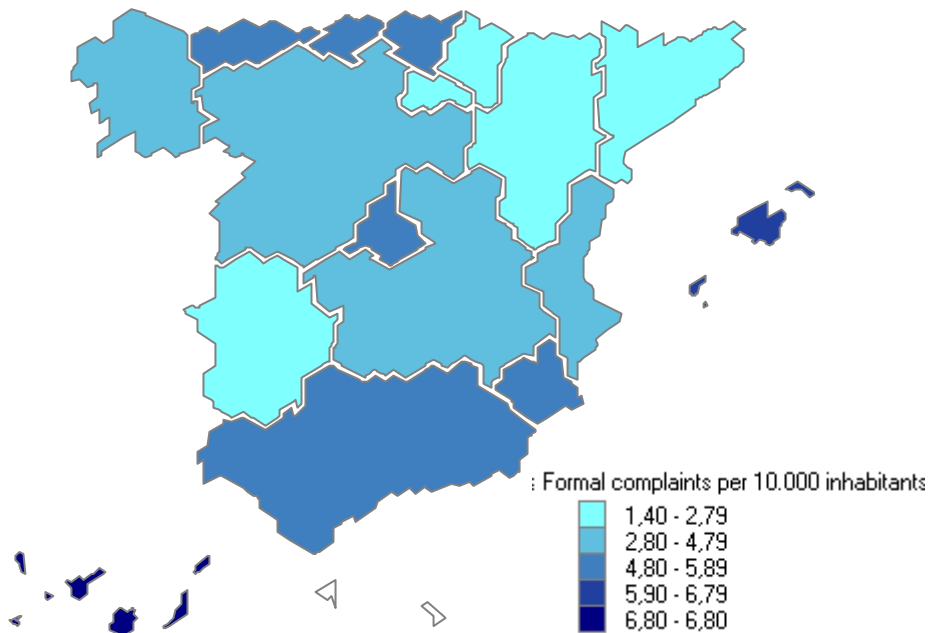 : Formal complaints per 10.000 inhabitants
1,40 - 2,79
2,80 - 4,79
4,80 - 5,89
5,90 - 6,79
6,80 - 6,80